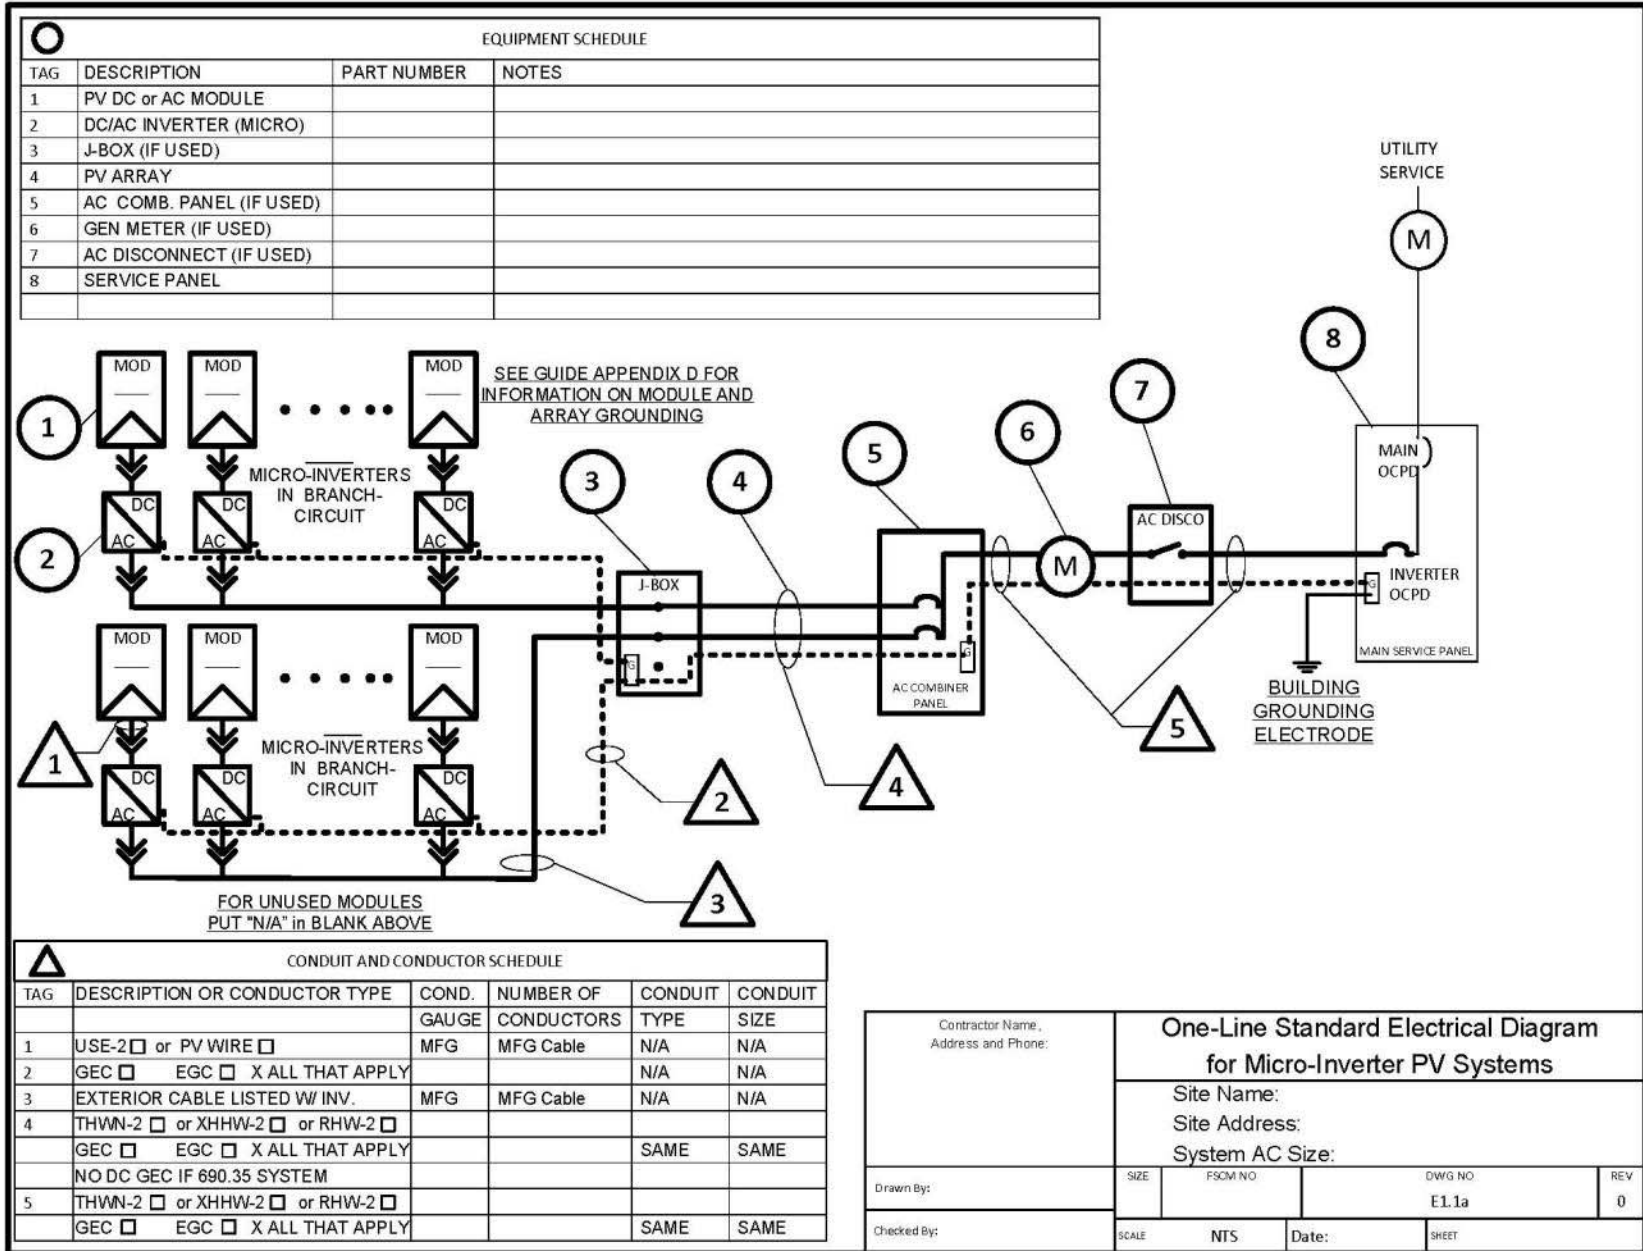 EQUIPMENT SCHEDULE
TAG DESCRIPTION PART NUMBER NOTES
1 PV DC or AC MODULE
2 DC/AC INVERTER (MICRO)
3 J-BOX (IF USED)
4 PV ARRAY
5 AC COMB. PANEL (IF USED)
6 GEN METER (IF USED)
7 AC DISCONNECT (IF USED)
8 SERVICE PANEL
UTILITY
SERVICE
M
8
MOD MOD MOD
SEE GUIDE APPENDIX D FOR
INFORMATION ON MODULE AND
ARRAY GROUNDING
1
MICRO-INVERTERS
IN BRANCH-
CIRCUIT
DC DC DC
AC AC AC
2
3
4
5
6
7
J-BOX
G
AC COMBINER
PANEL
G
M
AC DISCO
MAIN
OCPD
INVERTER
OCPD
G
MAIN SERVICE PANEL
BUILDING
GROUNDING
ELECTRODE
MOD MOD MOD
1
MICRO-INVERTERS
IN BRANCH-
CIRCUIT
DC DC DC
AC AC AC
2
3
4
5
FOR UNUSED MODULES
PUT "N/A" in BLANK ABOVE
CONDUIT AND CONDUCTOR SCHEDULE
TAG DESCRIPTION OR CONDUCTOR TYPE COND. NUMBER OF CONDUIT CONDUIT
GAUGE CONDUCTORS TYPE SIZE
1 USE-2 □ or PV WIRE □ MFG MFG Cable N/A N/A
2 GEC □ EGC □ X ALL THAT APPLY N/A N/A
3 EXTERIOR CABLE LISTED W/ INV. MFG MFG Cable N/A N/A
4 THWN-2 □ or XHHW-2 □ or RHW-2 □
GEC □ EGC □ X ALL THAT APPLY SAME SAME
NO DC GEC IF 690.35 SYSTEM
5 THWN-2 □ or XHHW-2 □ or RHW-2 □
GEC □ EGC □ X ALL THAT APPLY SAME SAME
Contractor Name,
Address and Phone:
Drawn By:
Checked By:
One-Line Standard Electrical Diagram
for Micro-Inverter PV Systems
Site Name:
Site Address:
System AC Size:
SIZE FSCM NO DWG NO REV
E1.1a 0
SCALE NTS Date: SHEET